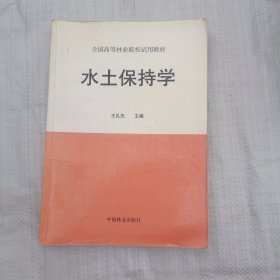 全国高等林业院校试用教材
水土保持学
王礼先 主编
中国林业出版社